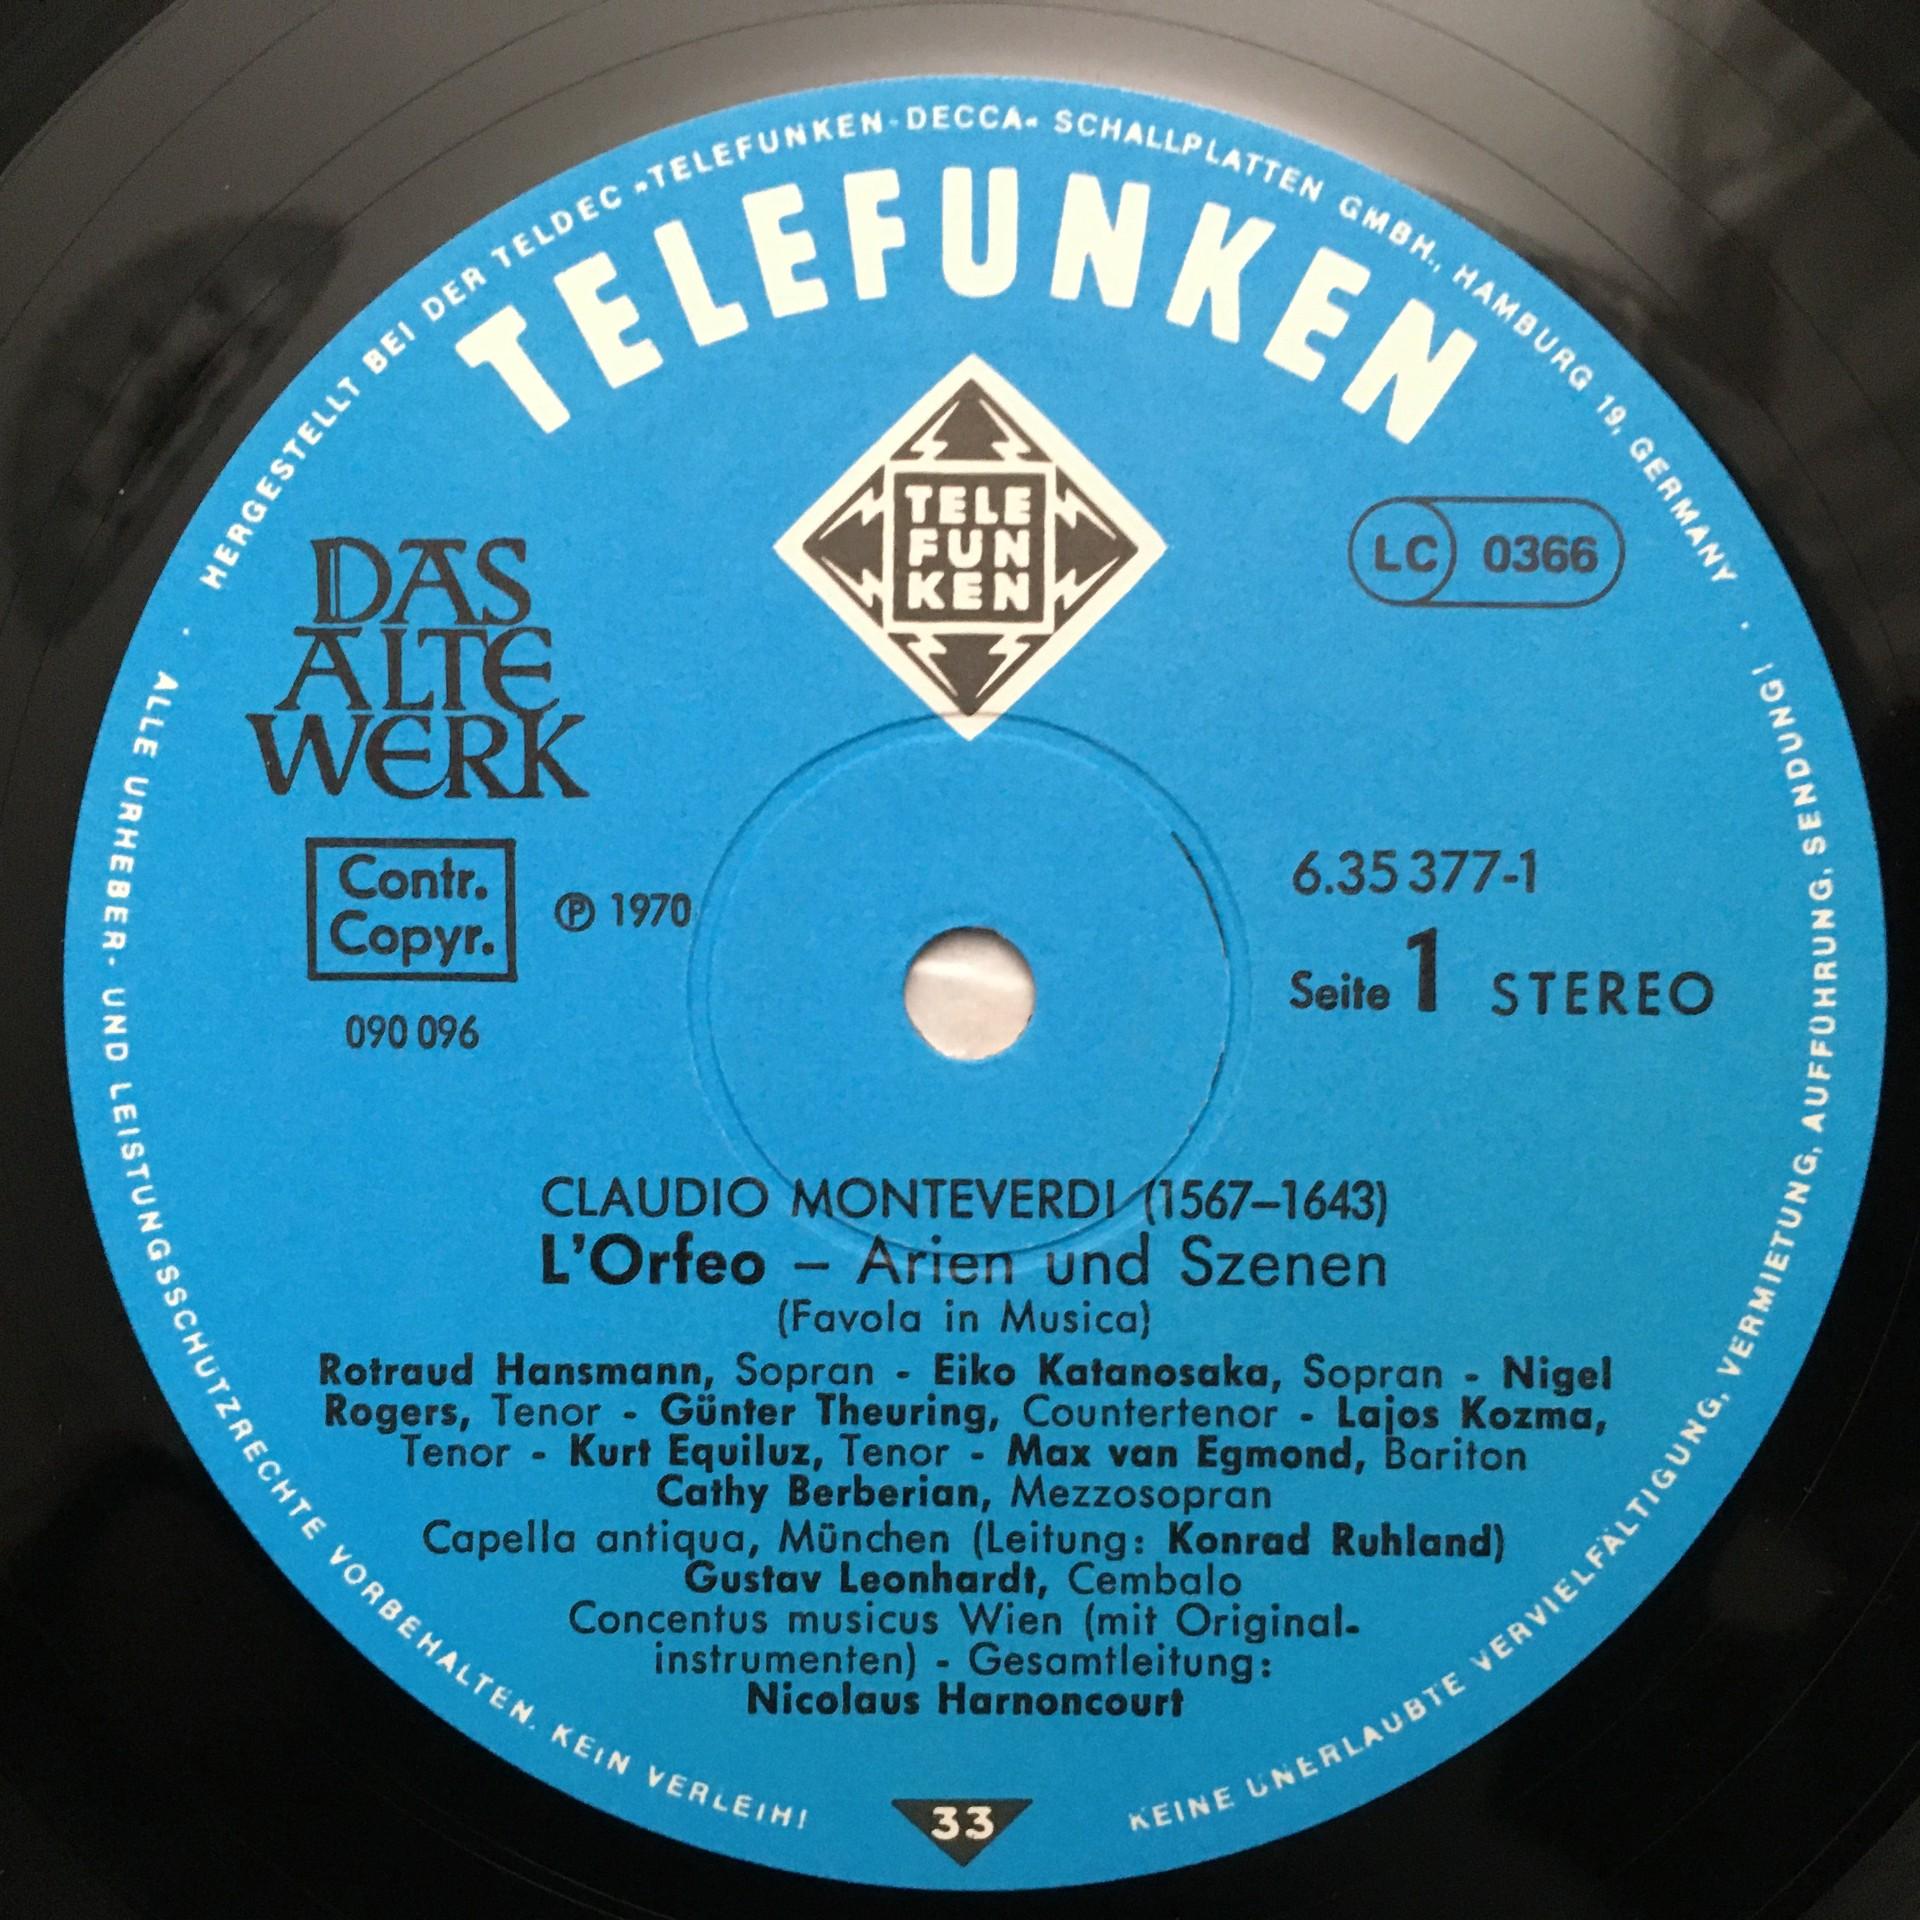 HERGESTELLT BEI DER TELDEC »TELEFUNKEN-DECCA« SCHALLPLATTEN GMBH., HAMBURG 19, GERMANY ·
TELEFUNKEN
TELE
FUN
KEN
LC 0366
DAS
ALTE
WERK
Contr.
Copyr.
℗ 1970
090 096
6.35 377-1
Seite 1 STEREO
CLAUDIO MONTEVERDI (1567–1643)
L'Orfeo – Arien und Szenen
(Favola in Musica)
Rotraud Hansmann, Sopran - Eiko Katanosaka, Sopran - Nigel
Rogers, Tenor - Günter Theuring, Countertenor - Lajos Kozma,
Tenor - Kurt Equiluz, Tenor - Max van Egmond, Bariton
Cathy Berberian, Mezzosopran
Capella antiqua, München (Leitung: Konrad Ruhland)
Gustav Leonhardt, Cembalo
Concentus musicus Wien (mit Original-
instrumenten) - Gesamtleitung:
Nicolaus Harnoncourt
· ALLE URHEBER- UND LEISTUNGSSCHUTZRECHTE VORBEHALTEN. KEIN VERLEIH!
33
KEINE UNERLAUBTE VERVIELFÄLTIGUNG, VERMIETUNG, AUFFÜHRUNG, SENDUNG!